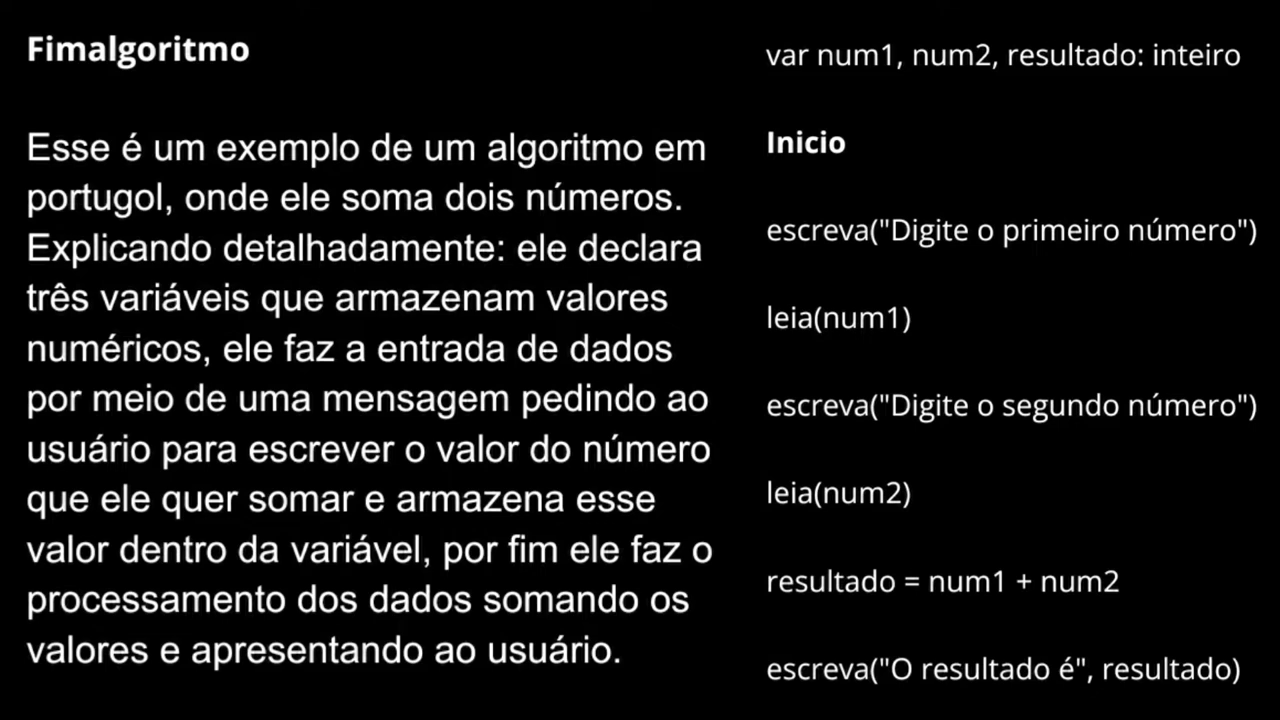 Fimalgoritmo
Esse é um exemplo de um algoritmo em
portugol, onde ele soma dois números.
Explicando detalhadamente: ele declara
três variáveis que armazenam valores
numéricos, ele faz a entrada de dados
por meio de uma mensagem pedindo ao
usuário para escrever o valor do número
que ele quer somar e armazena esse
valor dentro da variável, por fim ele faz o
processamento dos dados somando os
valores e apresentando ao usuário.
var num1, num2, resultado: inteiro
Inicio
escreva("Digite o primeiro número")
leia(num1)
escreva("Digite o segundo número")
leia(num2)
resultado = num1 + num2
escreva("O resultado é", resultado)